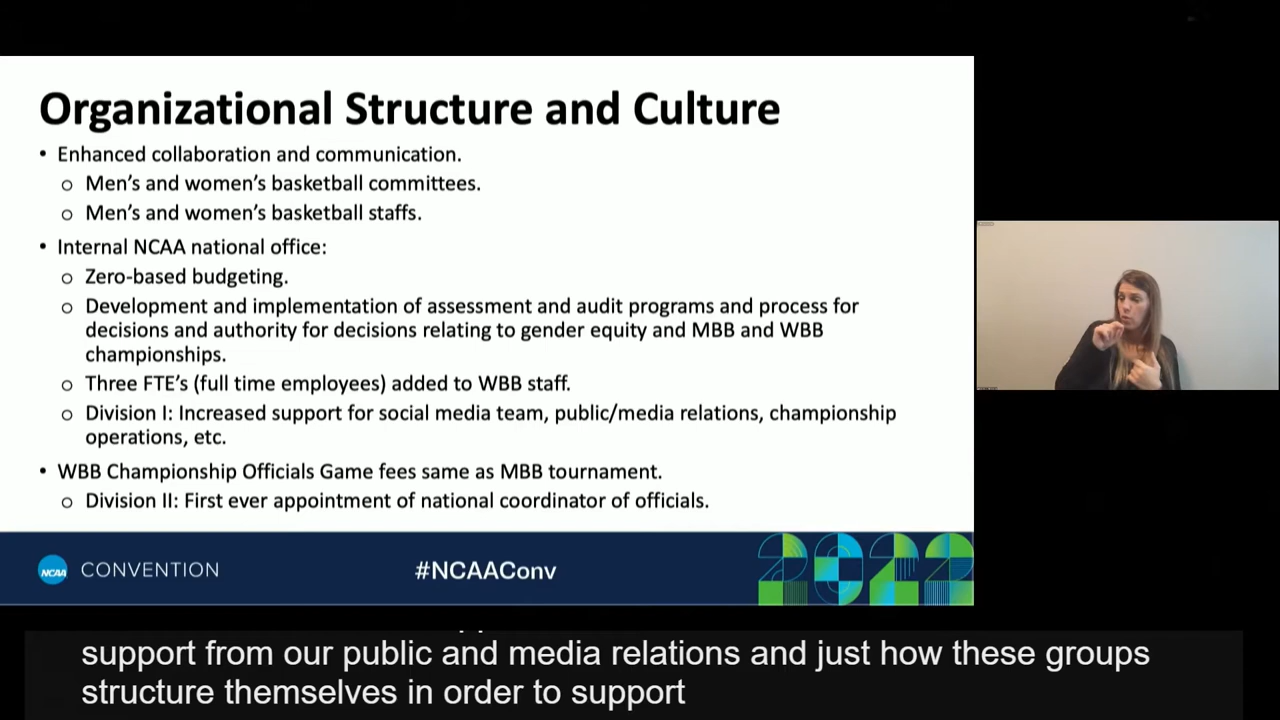 Organizational Structure and Culture
• Enhanced collaboration and communication.
o Men's and women's basketball committees.
o Men's and women's basketball staffs.
• Internal NCAA national office:
o Zero-based budgeting.
o Development and implementation of assessment and audit programs and process for
decisions and authority for decisions relating to gender equity and MBB and WBB
championships.
o Three FTE's (full time employees) added to WBB staff.
o Division I: Increased support for social media team, public/media relations, championship
operations, etc.
• WBB Championship Officials Game fees same as MBB tournament.
o Division II: First ever appointment of national coordinator of officials.
NCAA CONVENTION #NCAAConv 2022
support from our public and media relations and just how these groups
structure themselves in order to support